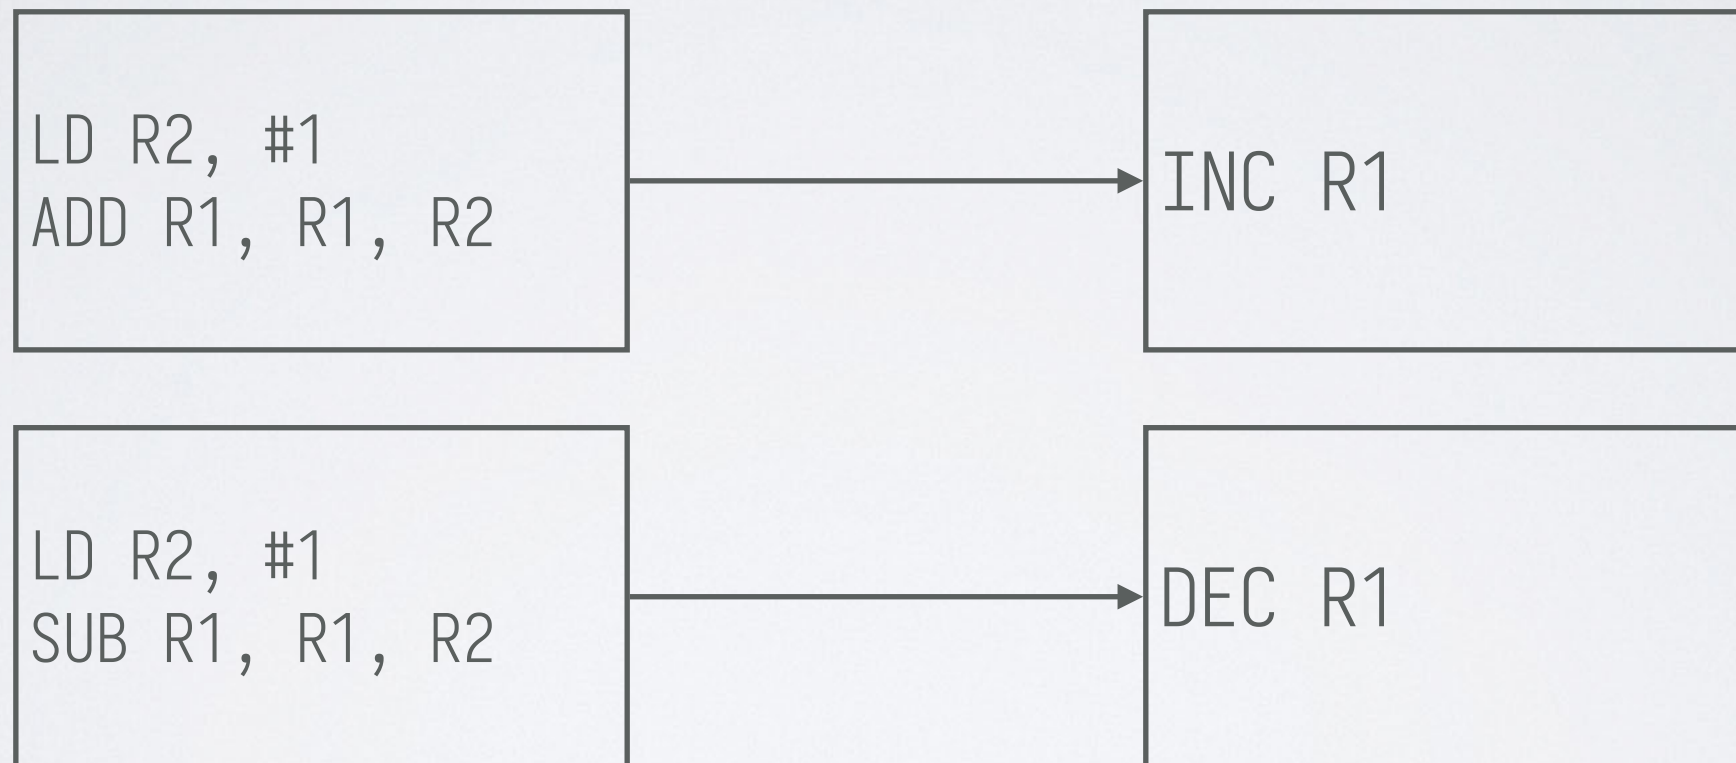 LD R2, #1
ADD R1, R1, R2
INC R1
LD R2, #1
SUB R1, R1, R2
DEC R1